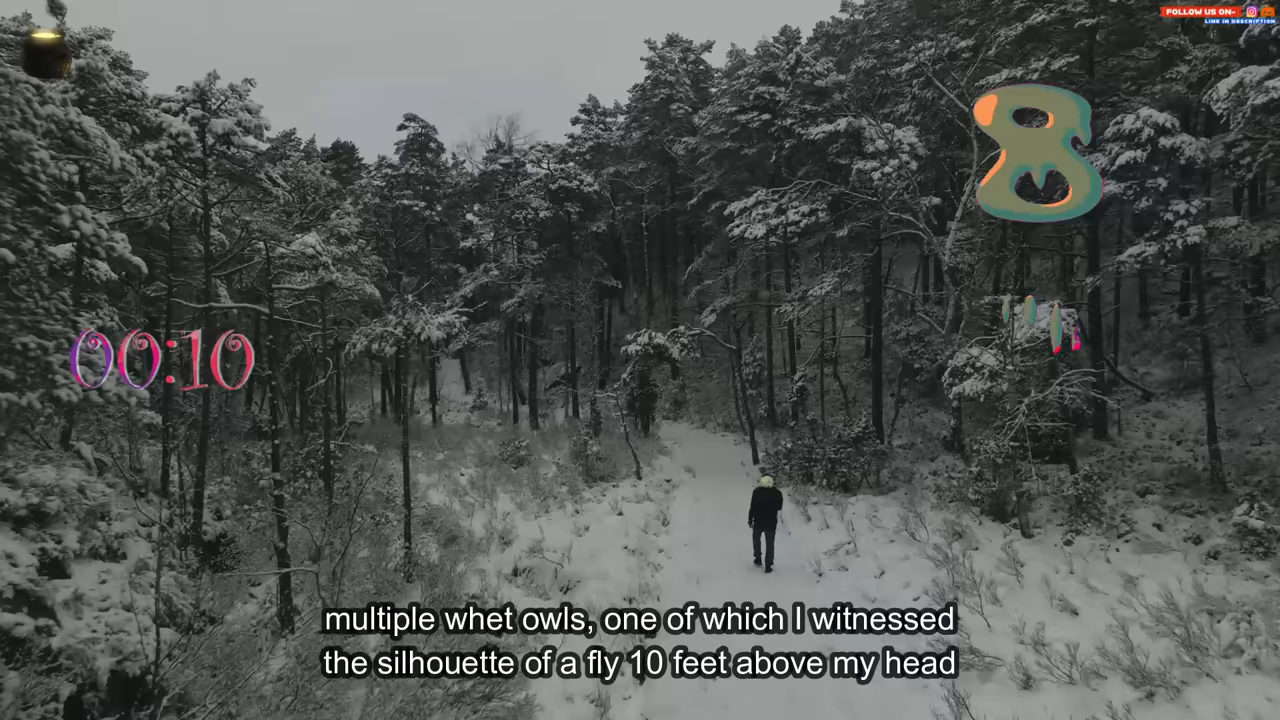 FOLLOW US ON-
LINK IN DESCRIPTION
8
00:10
multiple whet owls, one of which I witnessed
the silhouette of a fly 10 feet above my head